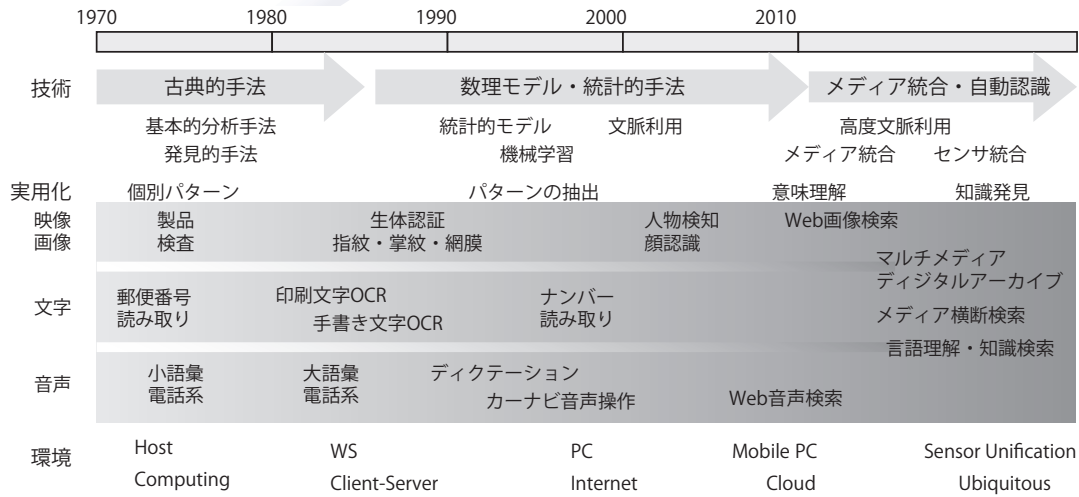 1970 1980 1990 2000 2010
技術 古典的手法 数理モデル・統計的手法 メディア統合・自動認識
基本的分析手法 統計的モデル 文脈利用 高度文脈利用
発見的手法 機械学習 メディア統合 センサ統合
実用化 個別パターン パターンの抽出 意味理解 知識発見
映像 製品 生体認証 人物検知 Web画像検索
画像 検査 指紋・掌紋・網膜 顔認識
マルチメディア
ディジタルアーカイブ
文字 郵便番号 印刷文字OCR ナンバー
読み取り 手書き文字OCR 読み取り メディア横断検索
言語理解・知識検索
音声 小語彙 大語彙 ディクテーション
電話系 電話系 カーナビ音声操作 Web音声検索
環境 Host WS PC Mobile PC Sensor Unification
Computing Client-Server Internet Cloud Ubiquitous